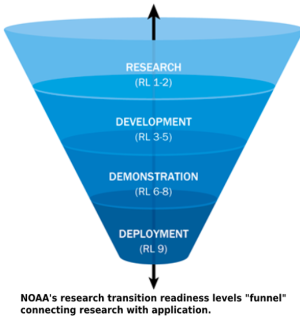 RESEARCH
(RL 1-2)
DEVELOPMENT
(RL 3-5)
DEMONSTRATION
(RL 6-8)
DEPLOYMENT
(RL 9)
NOAA's research transition readiness levels "funnel"
connecting research with application.